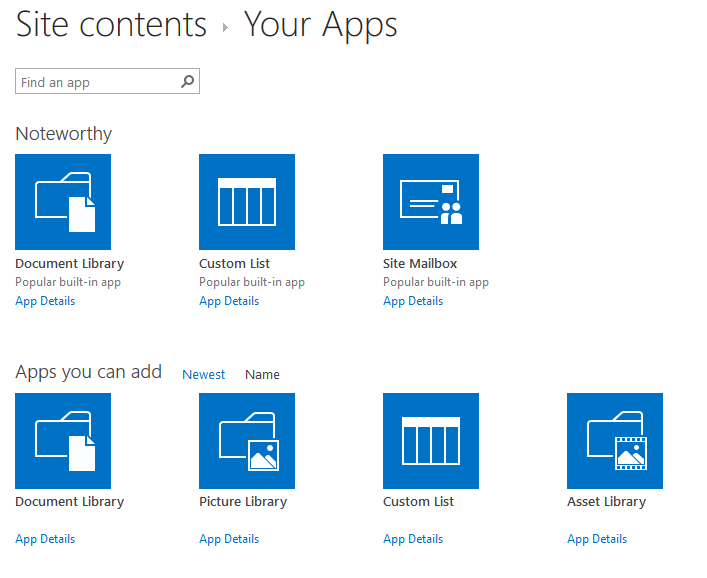 Site contents ▸ Your Apps
Find an app
Noteworthy
Document Library Custom List Site Mailbox
Popular built-in app Popular built-in app Popular built-in app
App Details App Details App Details
Apps you can add Newest Name
Document Library Picture Library Custom List Asset Library
App Details App Details App Details App Details